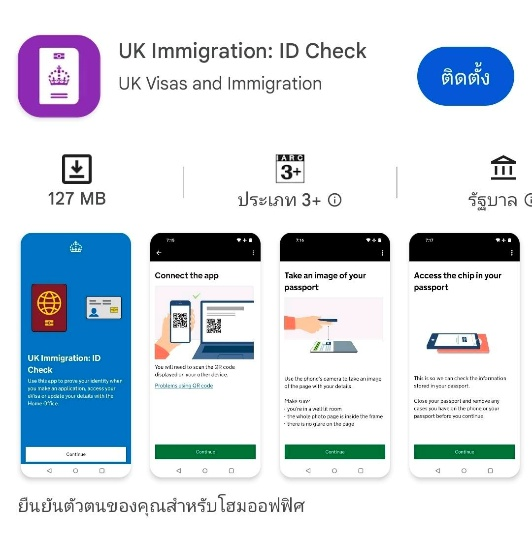 UK Immigration: ID Check
UK Visas and Immigration
ติดตั้ง
127 MB
IARC
3+
ประเภท 3+
รัฐบาล
UK Immigration: ID
Check
Use this app to prove your identity when
you make an application, access your
eVisa or update your details with the
Home Office.
Continue
7:15
Connect the app
You will need to scan the QR code
displayed on your other device.
Problems using QR code
Continue
7:16
Take an image of your
passport
Use the phone's camera to take an image
of the page with your details.
Make sure:
- you're in a well lit room
- the whole photo page is inside the frame
- there is no glare on the page
Continue
7:17
Access the chip in your
passport
This is so we can check the information
stored in your passport.
Close your passport and remove any
cases you have on the phone or your
passport before you continue.
Continue
ยืนยันตัวตนของคุณสำหรับโฮมออฟฟิศ